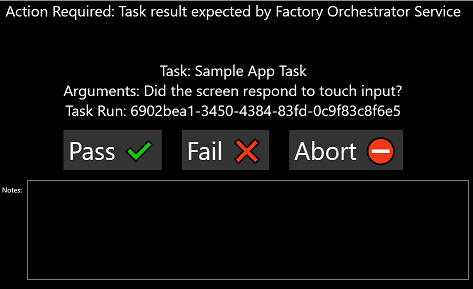 Action Required: Task result expected by Factory Orchestrator Service
Task: Sample App Task
Arguments: Did the screen respond to touch input?
Task Run: 6902bea1-3450-4384-83fd-0c9f83c8f6e5
Pass Fail Abort
Notes: